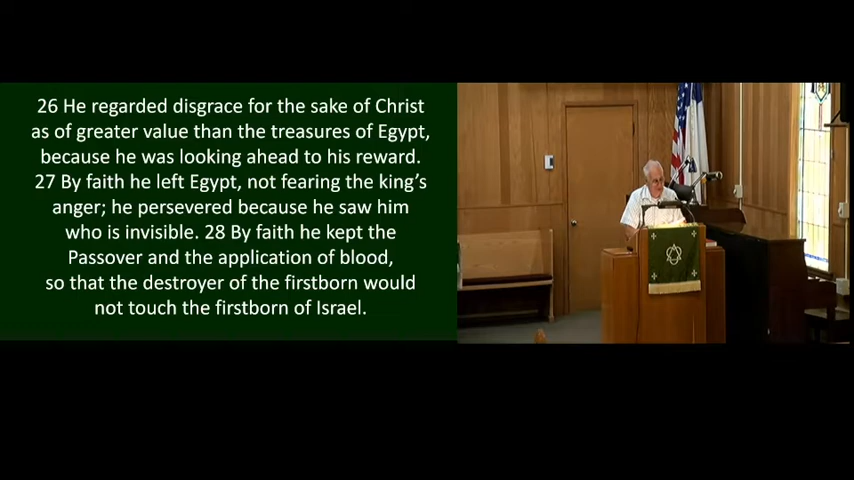 26 He regarded disgrace for the sake of Christ
as of greater value than the treasures of Egypt,
because he was looking ahead to his reward.
27 By faith he left Egypt, not fearing the king’s
anger; he persevered because he saw him
who is invisible. 28 By faith he kept the
Passover and the application of blood,
so that the destroyer of the firstborn would
not touch the firstborn of Israel.